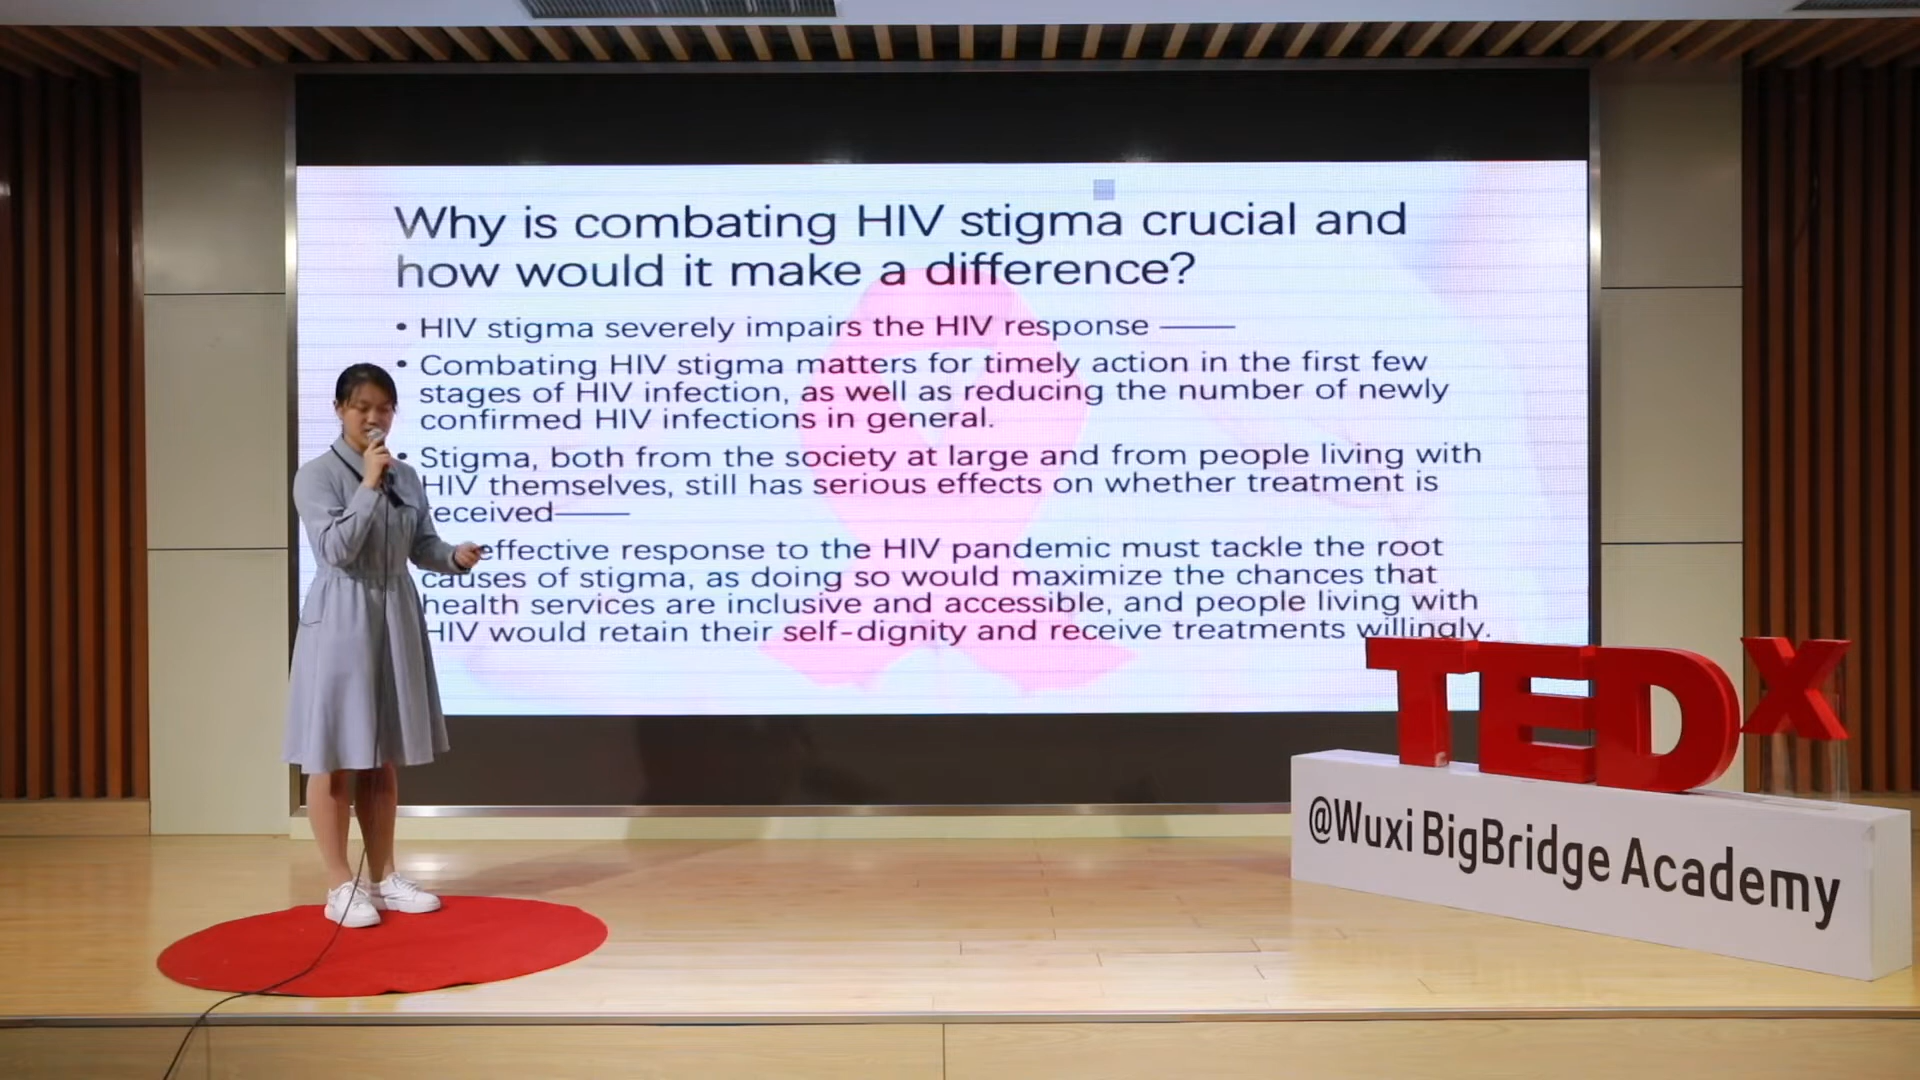 Why is combating HIV stigma crucial and
how would it make a difference?
• HIV stigma severely impairs the HIV response ——
• Combating HIV stigma matters for timely action in the first few
stages of HIV infection, as well as reducing the number of newly
confirmed HIV infections in general.
• Stigma, both from the society at large and from people living with
HIV themselves, still has serious effects on whether treatment is
eceived——
effective response to the HIV pandemic must tackle the root
causes of stigma, as doing so would maximize the chances that
health services are inclusive and accessible, and people living with
HIV would retain their self-dignity and receive treatments willingly.
TEDx
@Wuxi BigBridge Academy